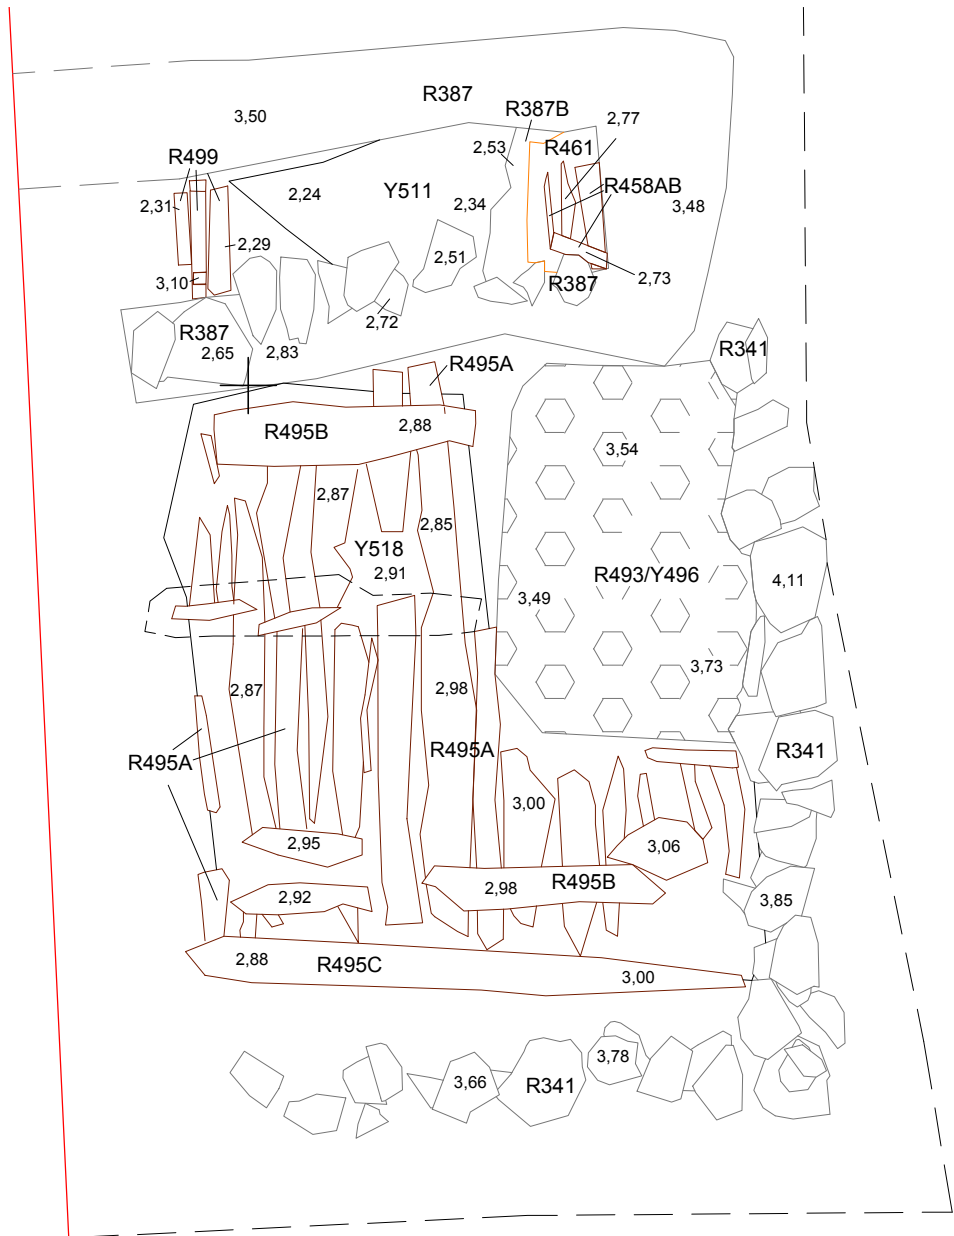 R387
3,50
R387B
2,77
2,53
R461
R499
R458AB
2,24
Y511
2,31
2,34
3,48
2,29
2,51
3,10
2,73
R387
2,72
R387
2,65
2,83
R341
R495A
R495B
2,88
3,54
2,87
2,85
Y518
2,91
R493/Y496
4,11
3,49
3,73
2,87
2,98
R495A
R495A
R341
3,00
2,95
3,06
2,98
R495B
2,92
3,85
2,88
R495C
3,00
3,78
3,66
R341